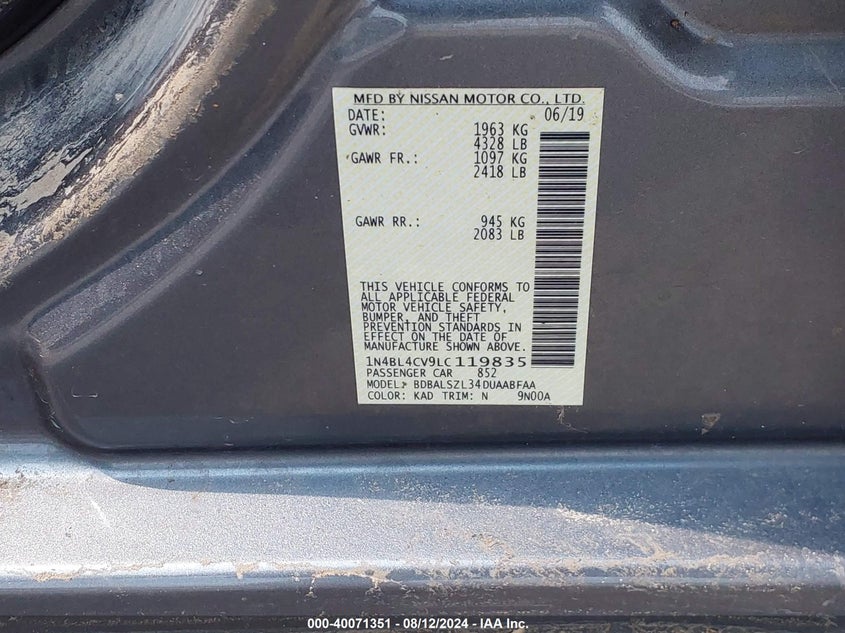 MFD BY NISSAN MOTOR CO., LTD.
DATE: 06/19
GVWR: 1963 KG
4328 LB
GAWR FR.: 1097 KG
2418 LB
GAWR RR.: 945 KG
2083 LB
THIS VEHICLE CONFORMS TO
ALL APPLICABLE FEDERAL
MOTOR VEHICLE SAFETY,
BUMPER, AND THEFT
PREVENTION STANDARDS IN
EFFECT ON THE DATE OF
MANUFACTURE SHOWN ABOVE.
1N4BL4CV9LC119835
PASSENGER CAR 852
MODEL: BDBALSZL34DUAABFAA
COLOR: KAD TRIM: N 9N00A
000-40071351 - 08/12/2024 - IAA Inc.